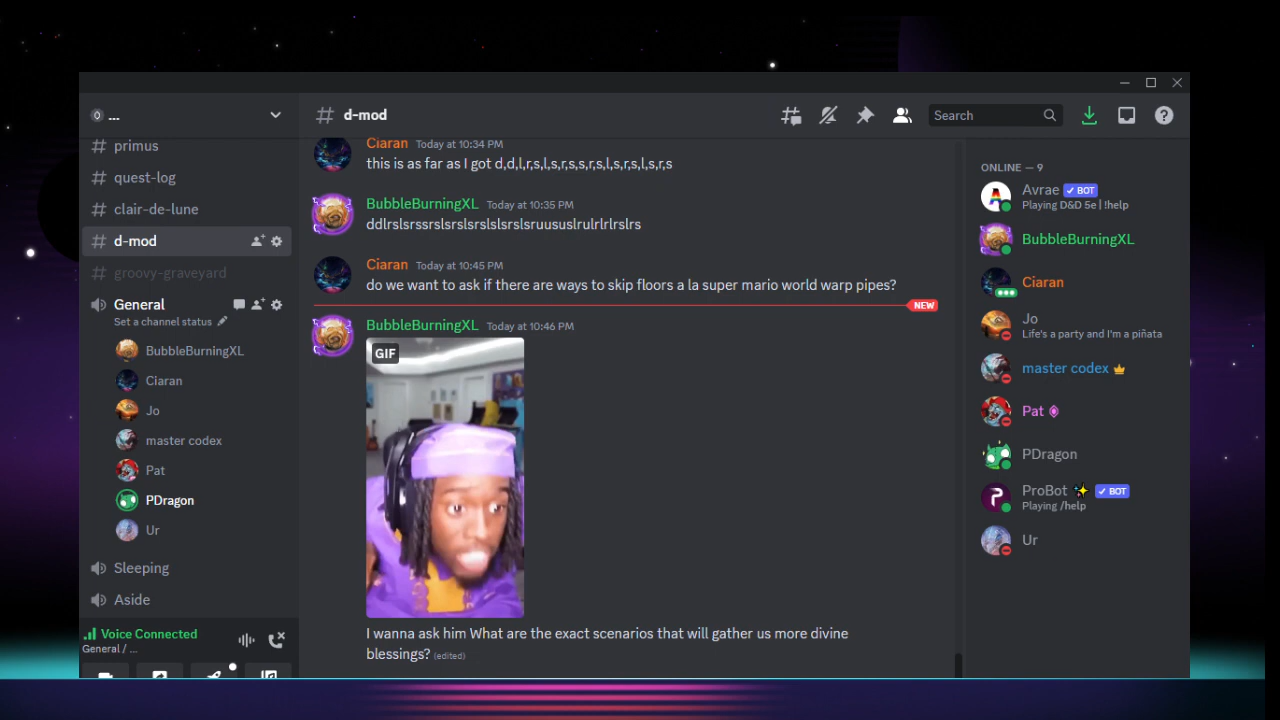 ...
d-mod
Search
primus
quest-log
clair-de-lune
d-mod
groovy-graveyard
General
Set a channel status
BubbleBurningXL
Ciaran
Jo
master codex
Pat
PDragon
Ur
Sleeping
Aside
Voice Connected
General / ...
Ciaran Today at 10:34 PM
this is as far as I got d,d,l,r,s,l,s,r,s,s,r,s,l,s,r,s,l,s,r,s
BubbleBurningXL Today at 10:35 PM
ddlrslsrssrslsrslsrslslsrslsruususlrulrlrlrslrs
Ciaran Today at 10:45 PM
do we want to ask if there are ways to skip floors a la super mario world warp pipes?
NEW
BubbleBurningXL Today at 10:46 PM
GIF
I wanna ask him What are the exact scenarios that will gather us more divine
blessings? (edited)
ONLINE — 9
Avrae ✓ BOT
Playing D&D 5e | !help
BubbleBurningXL
Ciaran
Jo
Life's a party and I'm a piñata
master codex
Pat
PDragon
ProBot ✨ ✓ BOT
Playing /help
Ur